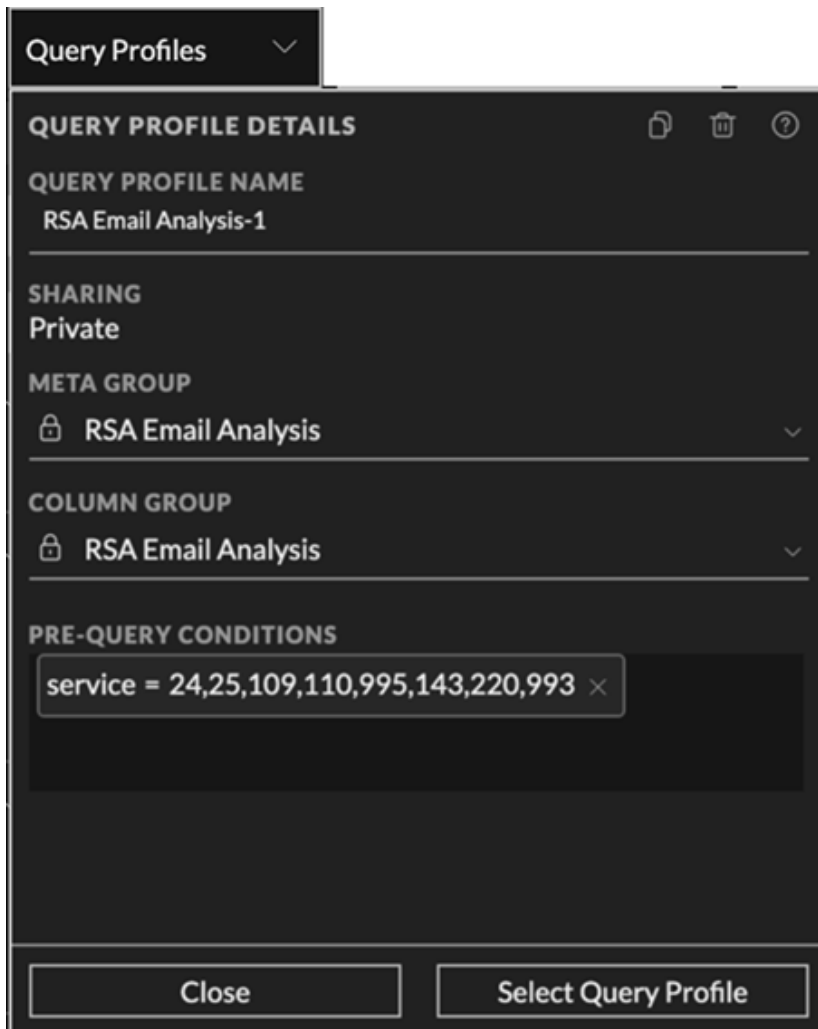 Query Profiles
QUERY PROFILE DETAILS
QUERY PROFILE NAME
RSA Email Analysis-1
SHARING
Private
META GROUP
RSA Email Analysis
COLUMN GROUP
RSA Email Analysis
PRE-QUERY CONDITIONS
service = 24,25,109,110,995,143,220,993
Close
Select Query Profile